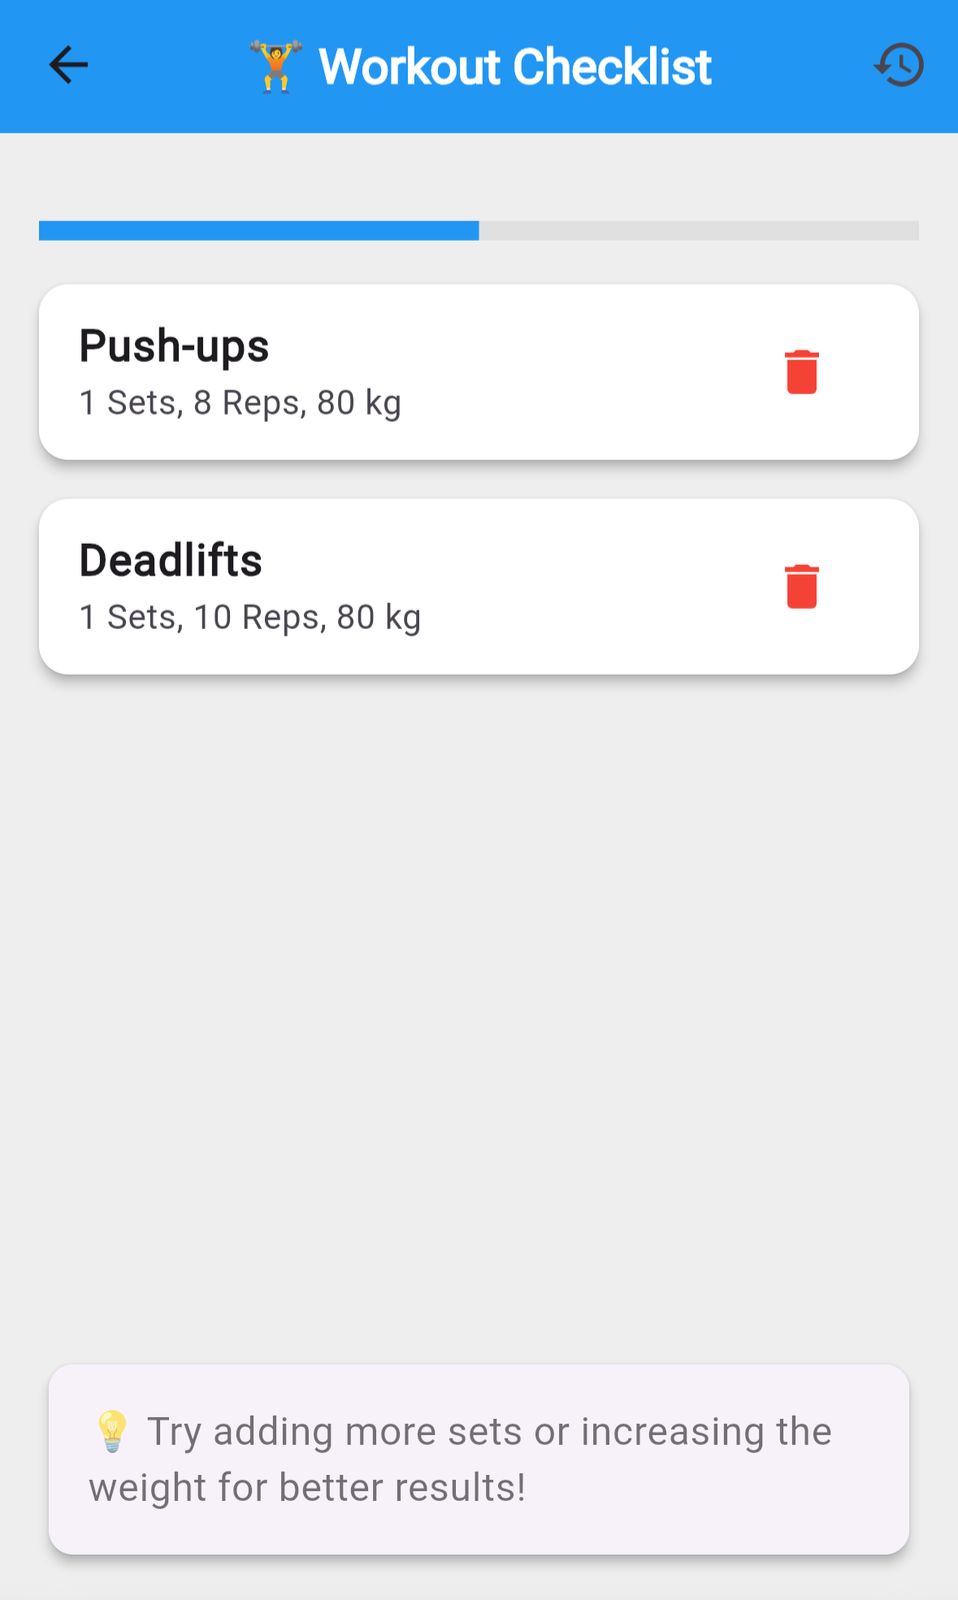 🏋️ Workout Checklist
Push-ups
1 Sets, 8 Reps, 80 kg
Deadlifts
1 Sets, 10 Reps, 80 kg
💡 Try adding more sets or increasing the
weight for better results!